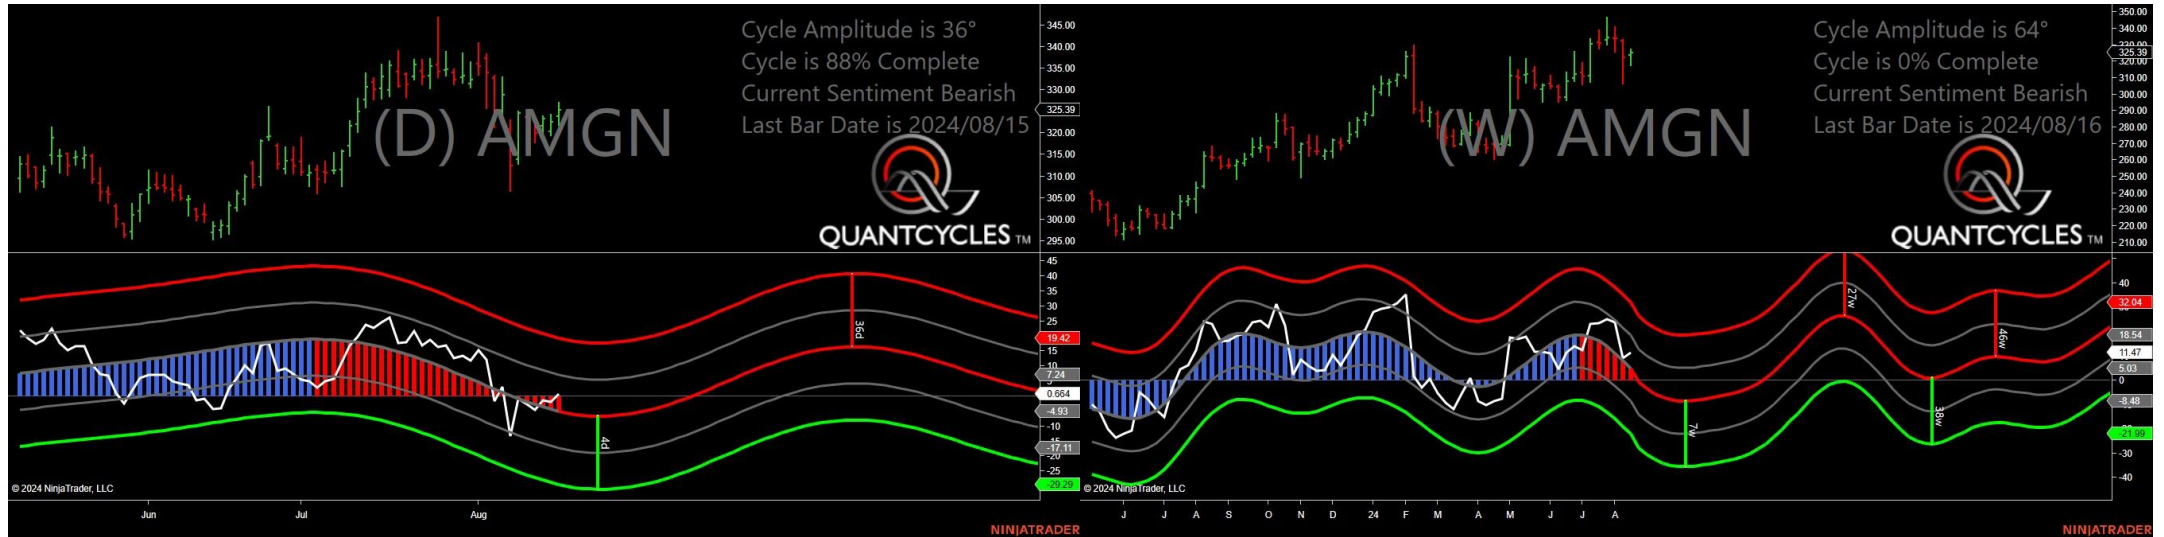 Cycle Amplitude is 36°
Cycle is 88% Complete
Current Sentiment Bearish
Last Bar Date is 2024/08/15
(D) AMGN
QUANTCYCLES TM
345.00
340.00
335.00
330.00
325.39
320.00
315.00
310.00
305.00
300.00
295.00
45
40
35
30
25
19.42
15
10
7.24
0.664
-4.93
-10
-17.11
-20
-25
-29.29
36d
4d
© 2024 NinjaTrader, LLC
Jun
Jul
Aug
NINJATRADER
Cycle Amplitude is 64°
Cycle is 0% Complete
Current Sentiment Bearish
Last Bar Date is 2024/08/16
(W) AMGN
QUANTCYCLES TM
350.00
340.00
330.00
325.39
320.00
310.00
300.00
290.00
280.00
270.00
260.00
250.00
240.00
230.00
220.00
210.00
40
32.04
18.54
11.47
5.03
0
-8.48
-21.99
-30
-40
27w
46w
38w
7w
© 2024 NinjaTrader, LLC
J
J
A
S
O
N
D
24
F
M
A
M
J
J
A
NINJATRADER